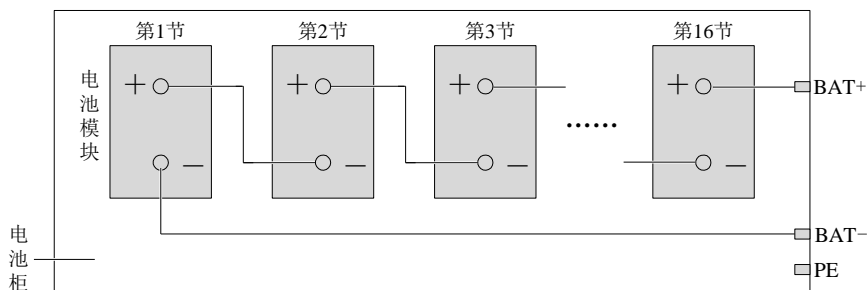 第1节
第2节
第3节
第16节
电池模块
+
+
+
+
BAT+
……
−
−
−
−
BAT−
电池柜
PE